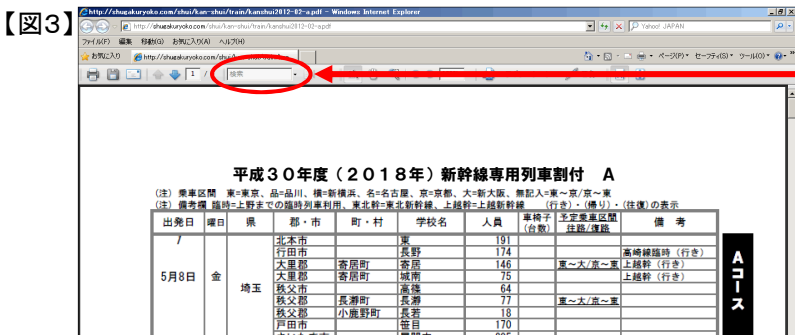 【図3】
http://shugakuryoko.com/shui/kan-shui/train/kanshui2012-02-a.pdf - Windows Internet Explorer
http://shugakuryoko.com/shui/kan-shui/train/kanshui2012-02-a.pdf
Yahoo! JAPAN
編集 移動(G) お気に入り(A) ヘルプ(H)
お気に入り http://shugakuryoko.com/shui/
ページ(P) セーフティ(S) ツール(O)
1 / 検索
平成30年度(2018年)新幹線専用列車割付 A
(注) 乗車区間 東=東京、品=品川、横=新横浜、名=名古屋、京=京都、大=新大阪、無記入=東~京/京~東
(注) 備考欄 臨時=上野までの臨時列車利用、東北幹=東北新幹線、上越幹=上越新幹線 (行き)・(帰り)・(往復)の表示
出発日 曜日 県 郡・市 町・村 学校名 人員 車椅子(台数) 予定乗車区間 往路/復路 備考
北本市 東 191
行田市 長野 174 高崎線臨時 (行き)
大里郡 寄居町 寄居 146 東~大/京~東 上越幹 (行き)
5月8日 金 埼玉 大里郡 寄居町 城南 75 上越幹 (行き)
秩父市 高篠 64
秩父郡 長瀞町 長瀞 77 東~大/京~東
秩父郡 小鹿野町 長若 18
戸田市 笹目 170
Aコース